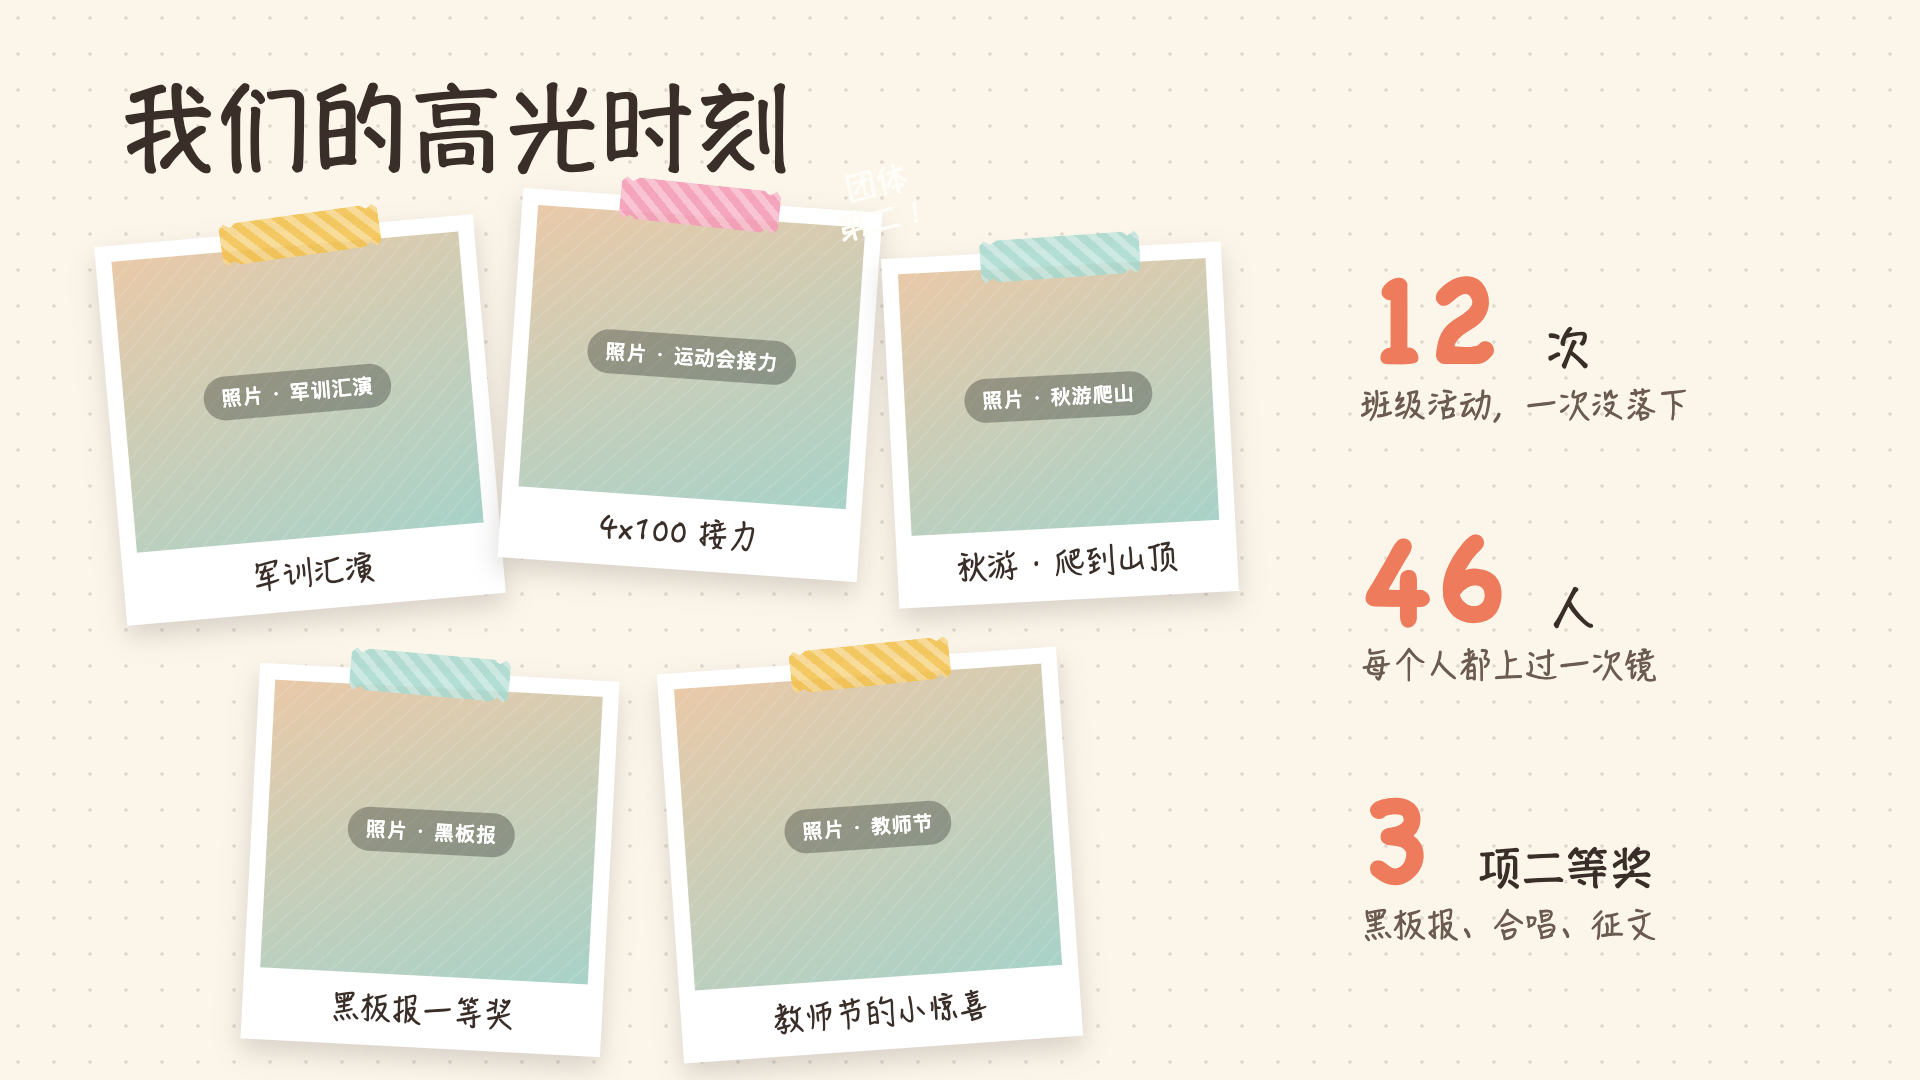 我们的高光时刻
团体
第二！
照片 · 军训汇演
军训汇演
照片 · 运动会接力
4x100 接力
照片 · 秋游爬山
秋游 · 爬到山顶
照片 · 黑板报
黑板报一等奖
照片 · 教师节
教师节的小惊喜
12 次
班级活动，一次没落下
46 人
每个人都上过一次镜
3 项二等奖
黑板报、合唱、征文